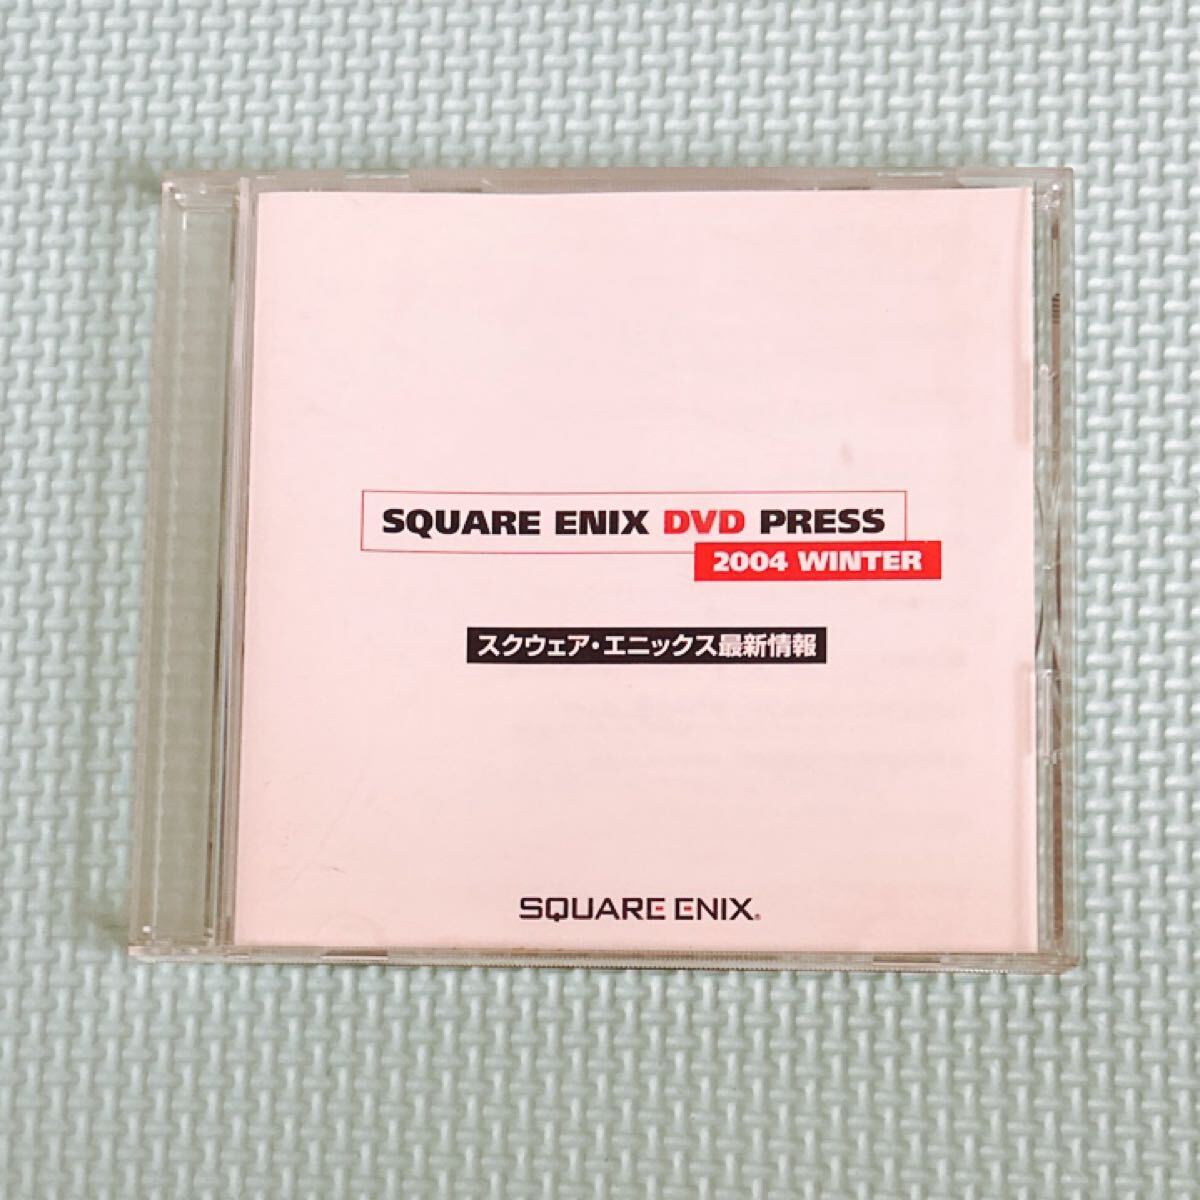 SQUARE ENIX DVD PRESS
2004 WINTER
スクウェア・エニックス最新情報
SQUARE ENIX®